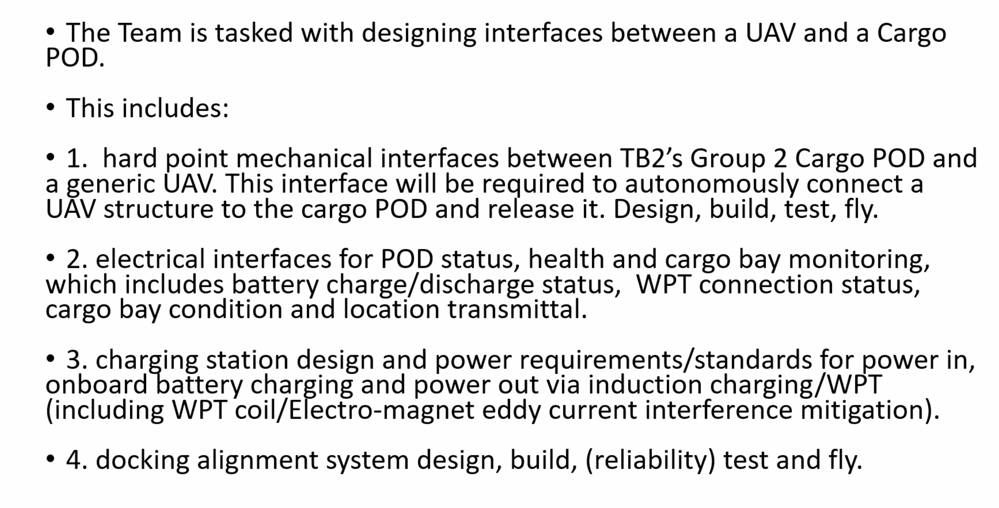 • The Team is tasked with designing interfaces between a UAV and a Cargo
POD.
• This includes:
• 1.  hard point mechanical interfaces between TB2’s Group 2 Cargo POD and
a generic UAV. This interface will be required to autonomously connect a
UAV structure to the cargo POD and release it. Design, build, test, fly.
• 2. electrical interfaces for POD status, health and cargo bay monitoring,
which includes battery charge/discharge status,  WPT connection status,
cargo bay condition and location transmittal.
• 3. charging station design and power requirements/standards for power in,
onboard battery charging and power out via induction charging/WPT
(including WPT coil/Electro-magnet eddy current interference mitigation).
• 4. docking alignment system design, build, (reliability) test and fly.